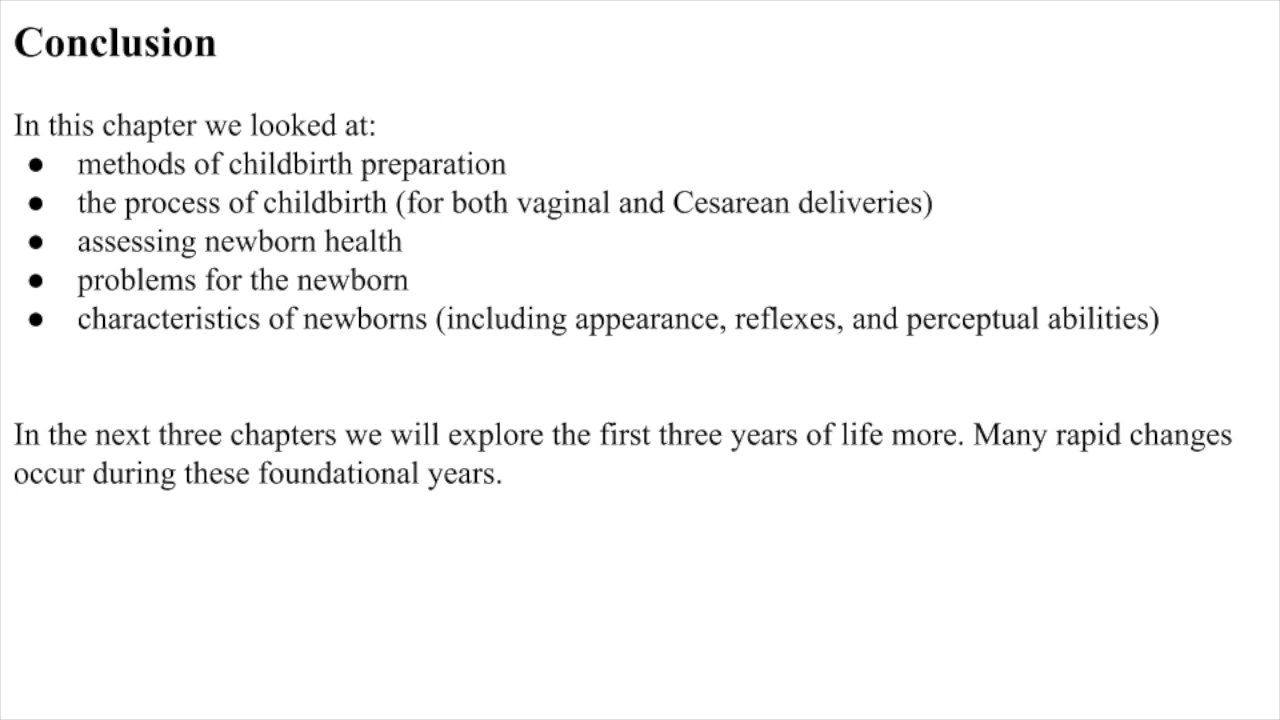 Conclusion
In this chapter we looked at:
● methods of childbirth preparation
● the process of childbirth (for both vaginal and Cesarean deliveries)
● assessing newborn health
● problems for the newborn
● characteristics of newborns (including appearance, reflexes, and perceptual abilities)
In the next three chapters we will explore the first three years of life more. Many rapid changes
occur during these foundational years.